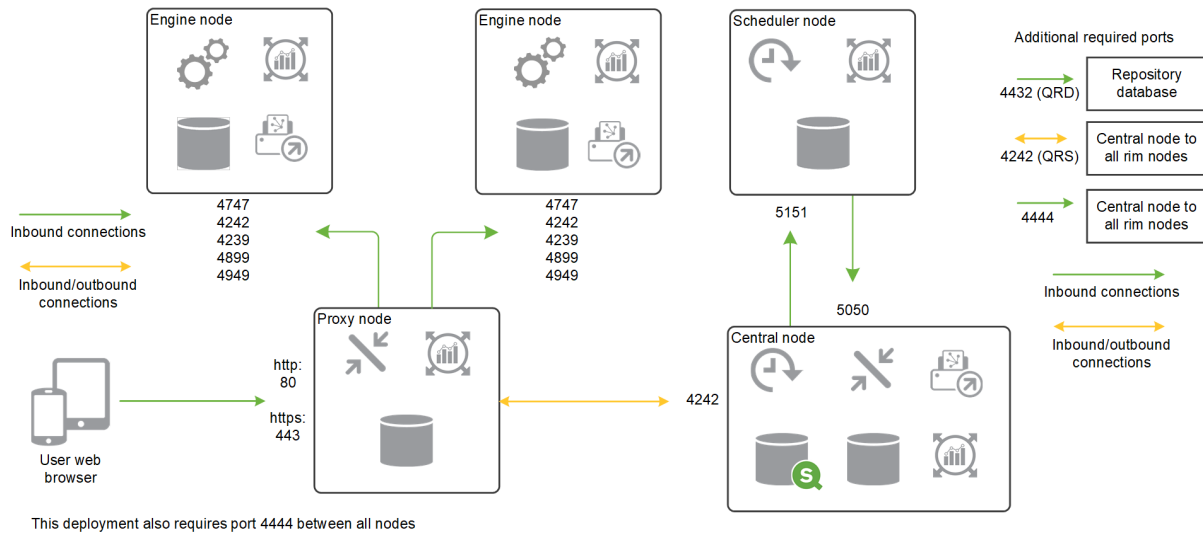 Engine node
Engine node
Scheduler node
Additional required ports
4432 (QRD)
Repository
database
4242 (QRS)
Central node to
all rim nodes
4444
Central node to
all rim nodes
Inbound connections
Inbound/outbound
connections
4747
4242
4239
4899
4949
4747
4242
4239
4899
4949
5151
5050
Inbound connections
Inbound/outbound
connections
Proxy node
http:
80
https:
443
4242
Central node
S
User web
browser
This deployment also requires port 4444 between all nodes